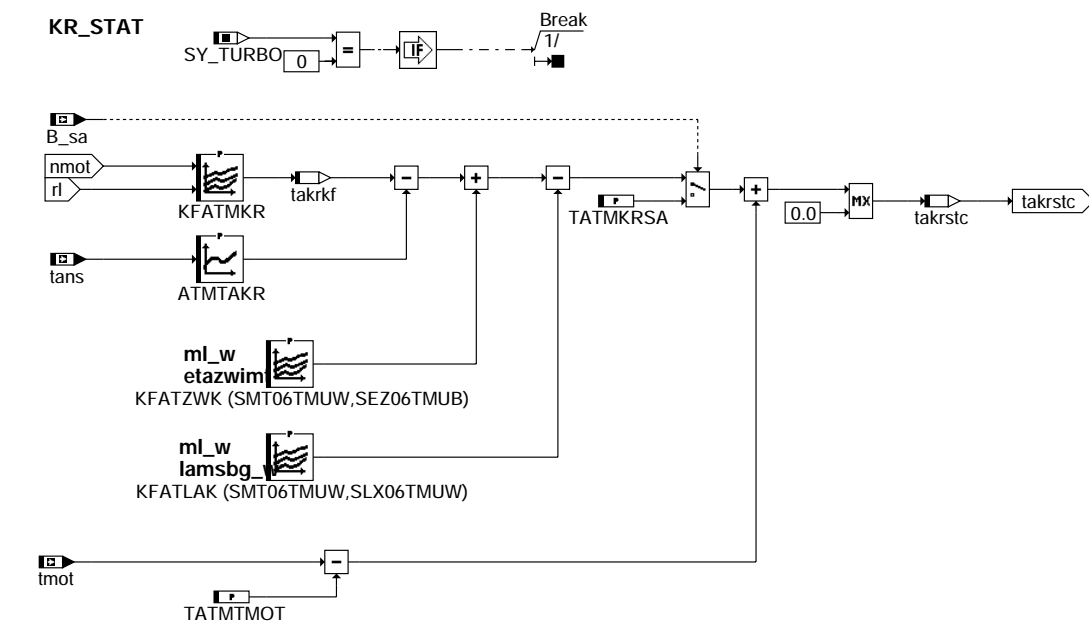 KR_STAT
Break
1/
SY_TURBO
0
=
IF
B_sa
nmot
rl
KFATMKR
takrkf
-
+
-
TATMKRSA
+
0.0
MX
takrstc
takrstc
tans
ATMTAKR
ml_w
etazwim
KFATZWK (SMT06TMUW,SEZ06TMUB)
ml_w
lamsbg_w
KFATLAK (SMT06TMUW,SLX06TMUW)
tmot
-
TATMTMOT